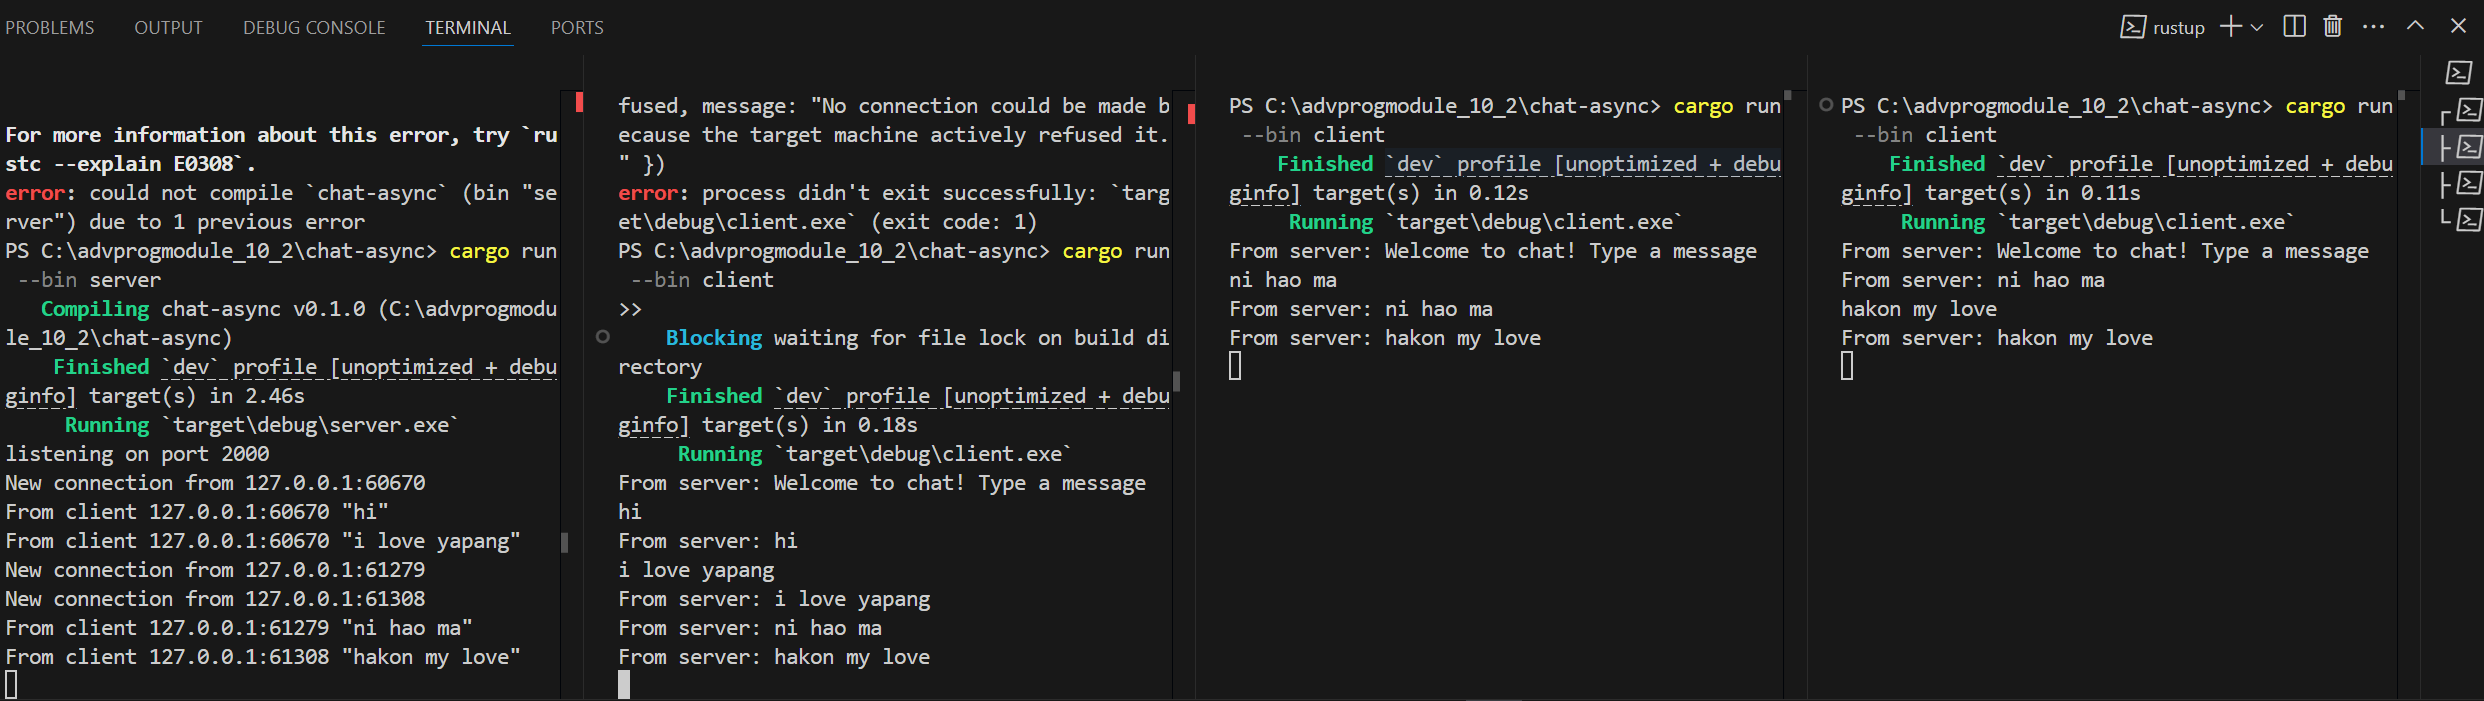 PROBLEMS OUTPUT DEBUG CONSOLE TERMINAL PORTS
rustup
For more information about this error, try `ru
stc --explain E0308`.
error: could not compile `chat-async` (bin "se
rver") due to 1 previous error
PS C:\advprogmodule_10_2\chat-async> cargo run
--bin server
Compiling chat-async v0.1.0 (C:\advprogmodu
le_10_2\chat-async)
Finished `dev` profile [unoptimized + debu
ginfo] target(s) in 2.46s
Running `target\debug\server.exe`
listening on port 2000
New connection from 127.0.0.1:60670
From client 127.0.0.1:60670 "hi"
From client 127.0.0.1:60670 "i love yapang"
New connection from 127.0.0.1:61279
New connection from 127.0.0.1:61308
From client 127.0.0.1:61279 "ni hao ma"
From client 127.0.0.1:61308 "hakon my love"
fused, message: "No connection could be made b
ecause the target machine actively refused it.
" })
error: process didn't exit successfully: `targ
et\debug\client.exe` (exit code: 1)
PS C:\advprogmodule_10_2\chat-async> cargo run
--bin client
>>
Blocking waiting for file lock on build di
rectory
Finished `dev` profile [unoptimized + debu
ginfo] target(s) in 0.18s
Running `target\debug\client.exe`
From server: Welcome to chat! Type a message
hi
From server: hi
i love yapang
From server: i love yapang
From server: ni hao ma
From server: hakon my love
PS C:\advprogmodule_10_2\chat-async> cargo run
--bin client
Finished `dev` profile [unoptimized + debu
ginfo] target(s) in 0.12s
Running `target\debug\client.exe`
From server: Welcome to chat! Type a message
ni hao ma
From server: ni hao ma
From server: hakon my love
PS C:\advprogmodule_10_2\chat-async> cargo run
--bin client
Finished `dev` profile [unoptimized + debu
ginfo] target(s) in 0.11s
Running `target\debug\client.exe`
From server: Welcome to chat! Type a message
From server: ni hao ma
hakon my love
From server: hakon my love